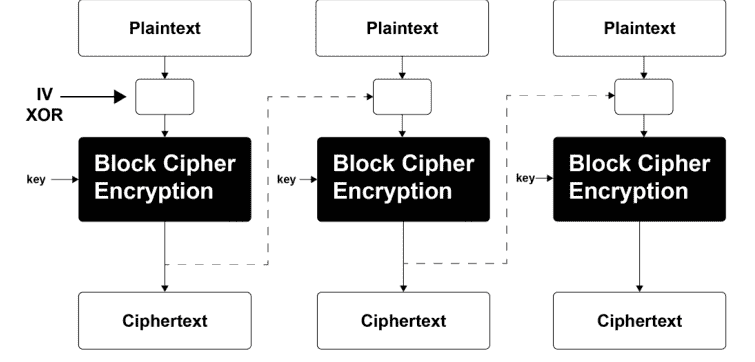 Plaintext
Plaintext
Plaintext
IV
XOR
key
Block Cipher
Encryption
key
Block Cipher
Encryption
key
Block Cipher
Encryption
Ciphertext
Ciphertext
Ciphertext